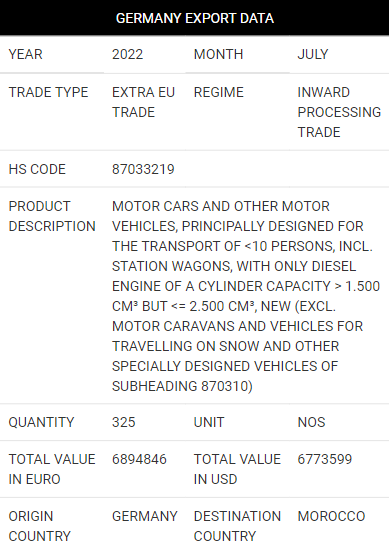 GERMANY EXPORT DATA
YEAR 2022 MONTH JULY
TRADE TYPE EXTRA EU REGIME INWARD
TRADE PROCESSING
TRADE
HS CODE 87033219
PRODUCT MOTOR CARS AND OTHER MOTOR
DESCRIPTION VEHICLES, PRINCIPALLY DESIGNED FOR
THE TRANSPORT OF <10 PERSONS, INCL.
STATION WAGONS, WITH ONLY DIESEL
ENGINE OF A CYLINDER CAPACITY > 1.500
CM³ BUT <= 2.500 CM³, NEW (EXCL.
MOTOR CARAVANS AND VEHICLES FOR
TRAVELLING ON SNOW AND OTHER
SPECIALLY DESIGNED VEHICLES OF
SUBHEADING 870310)
QUANTITY 325 UNIT NOS
TOTAL VALUE 6894846 TOTAL VALUE 6773599
IN EURO IN USD
ORIGIN GERMANY DESTINATION MOROCCO
COUNTRY COUNTRY